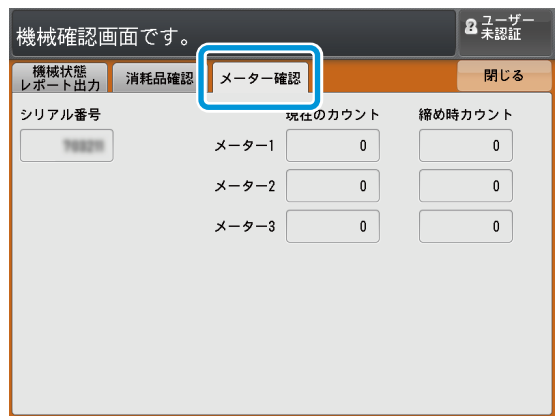 機械確認画面です。
ユーザー
未認証
機械状態
レポート出力
消耗品確認
メーター確認
閉じる
シリアル番号
現在のカウント
締め時カウント
メーター1
0
0
メーター2
0
0
メーター3
0
0